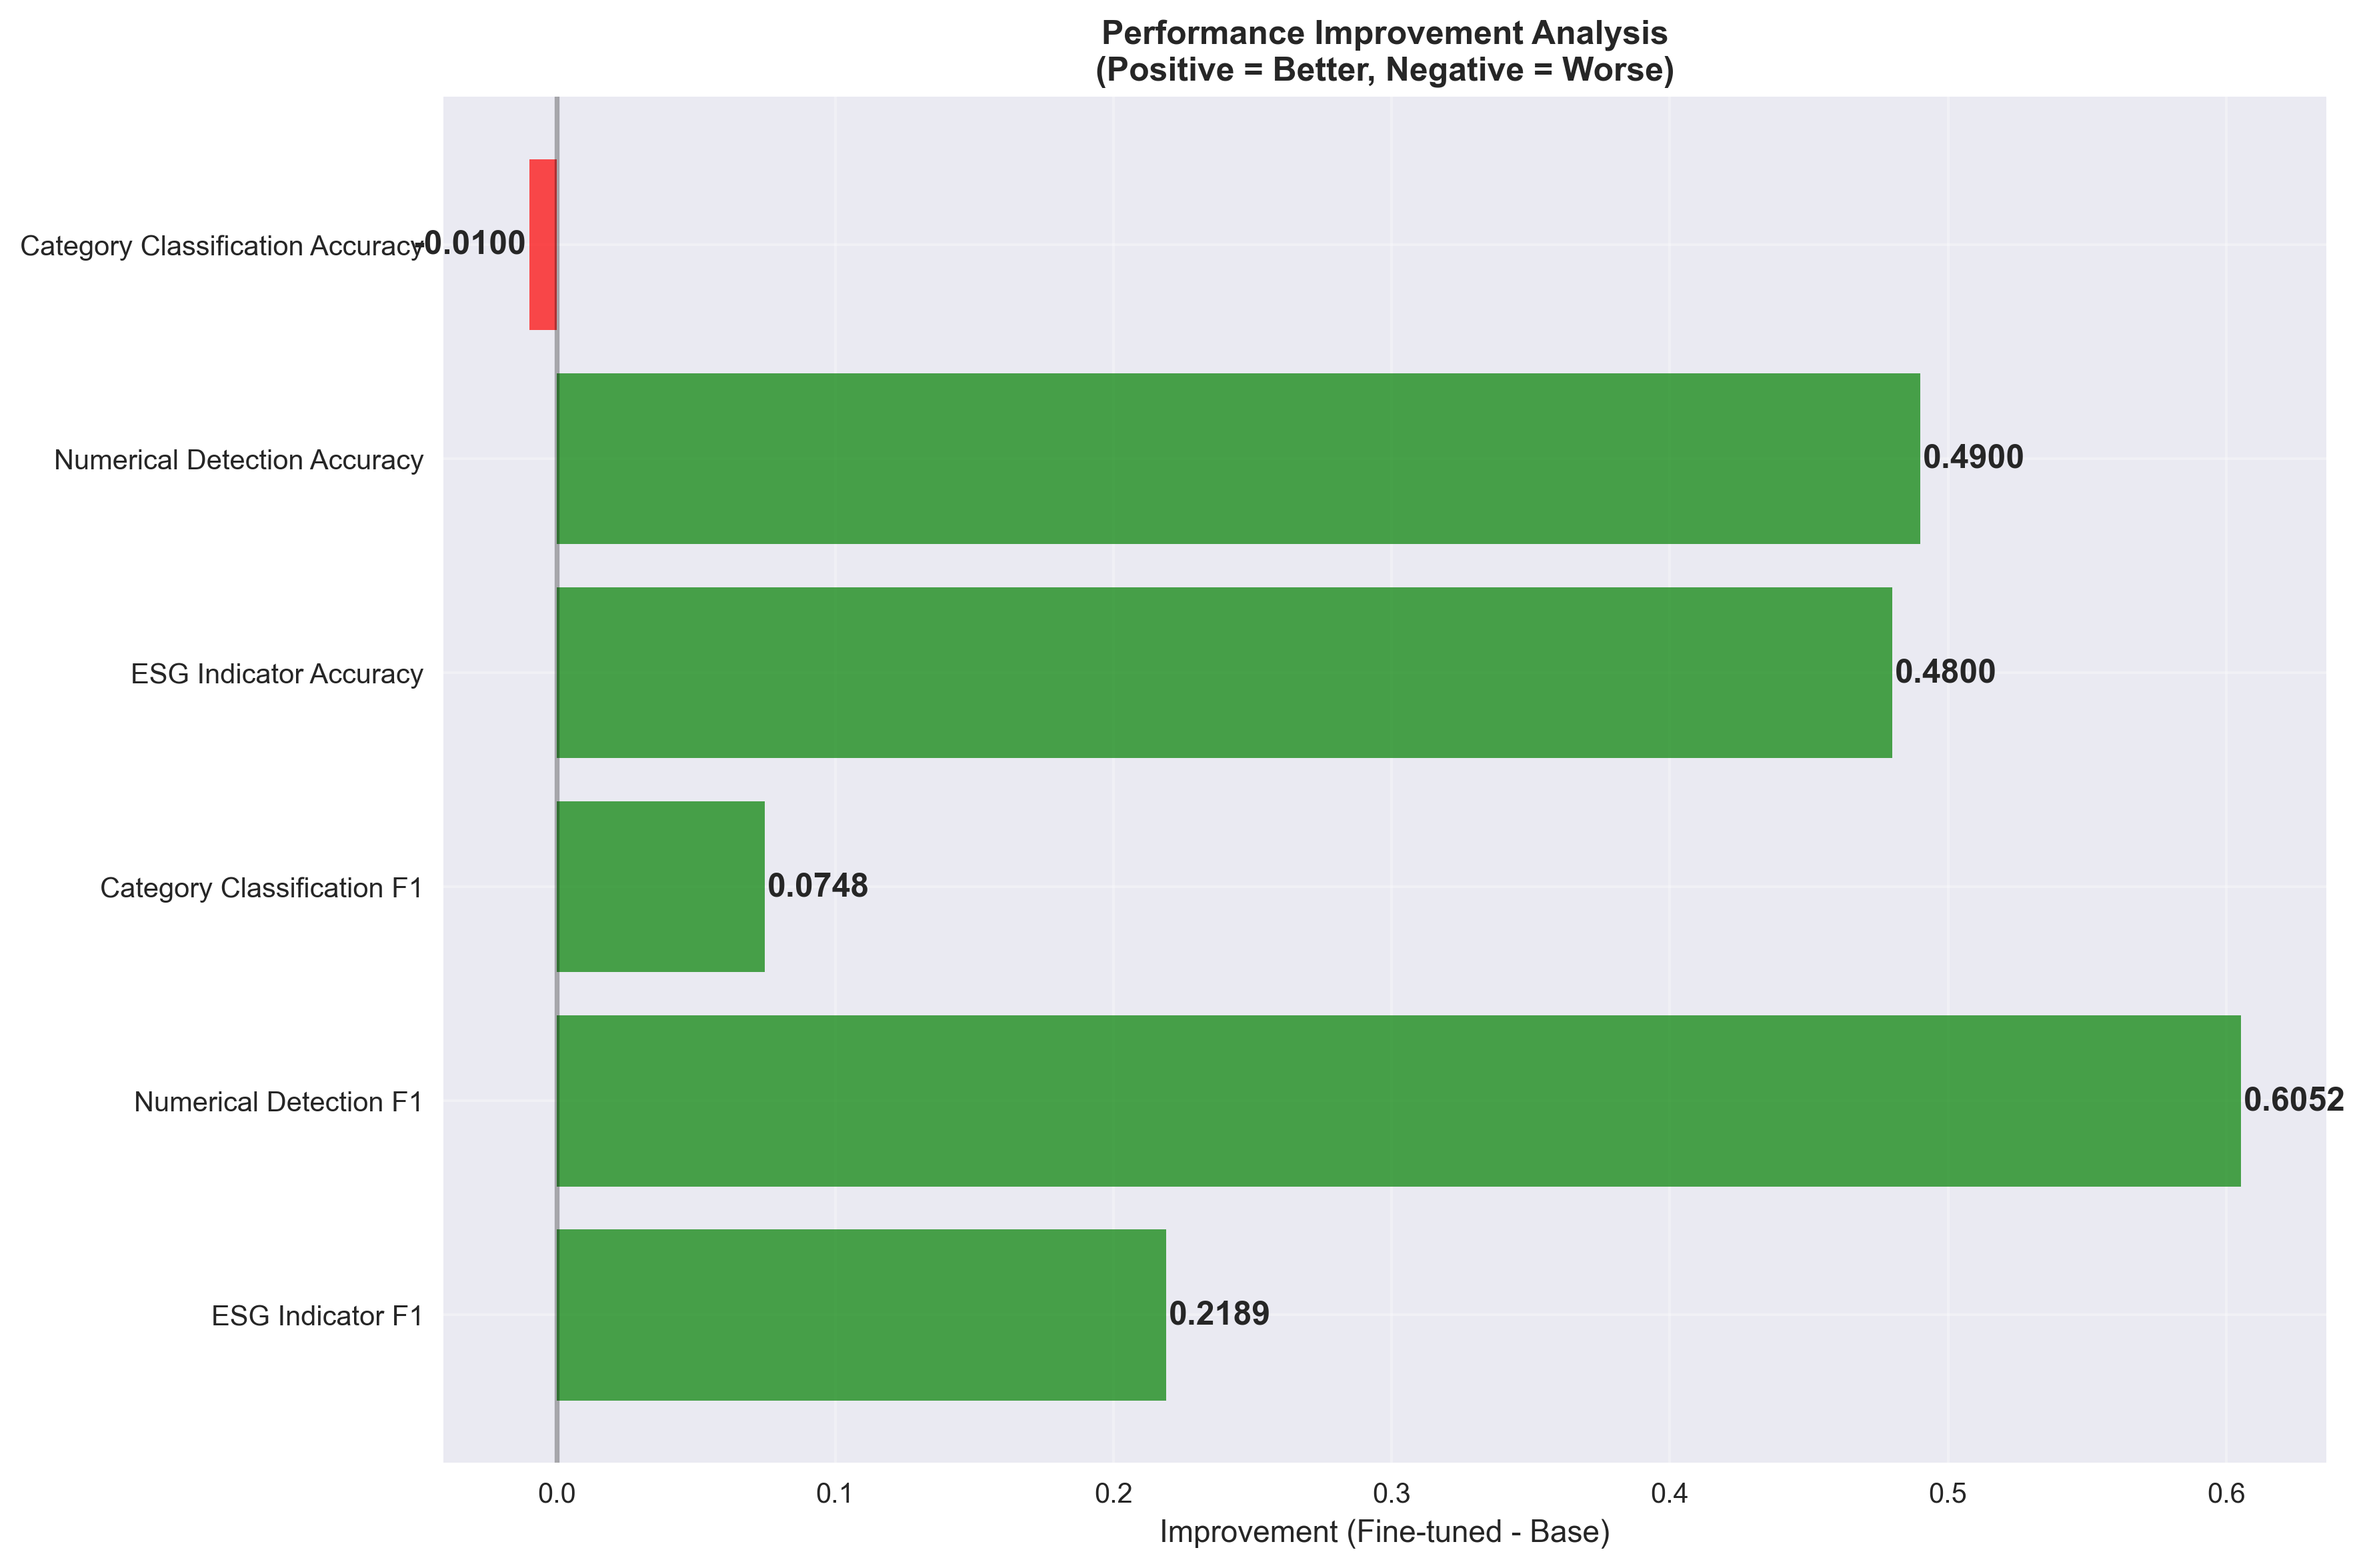 Performance Improvement Analysis
(Positive = Better, Negative = Worse)
Category Classification Accuracy
-0.0100
Numerical Detection Accuracy
0.4900
ESG Indicator Accuracy
0.4800
Category Classification F1
0.0748
Numerical Detection F1
0.6052
ESG Indicator F1
0.2189
0.0 0.1 0.2 0.3 0.4 0.5 0.6
Improvement (Fine-tuned - Base)